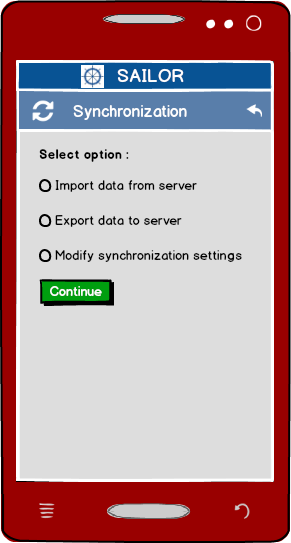 SAILOR
Synchronization
Select option :
Import data from server
Export data to server
Modify synchronization settings
Continue